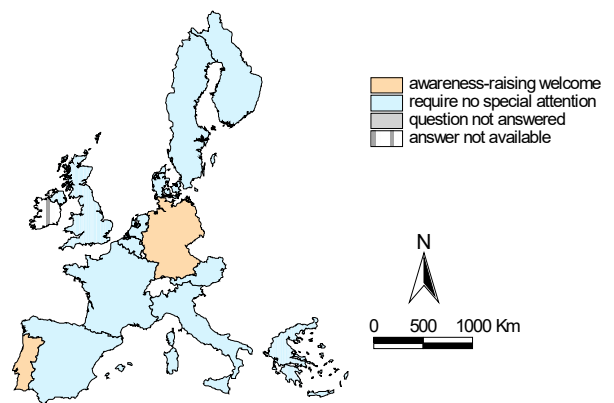 awareness-raising welcome
require no special attention
question not answered
answer not available
N
0 500 1000 Km